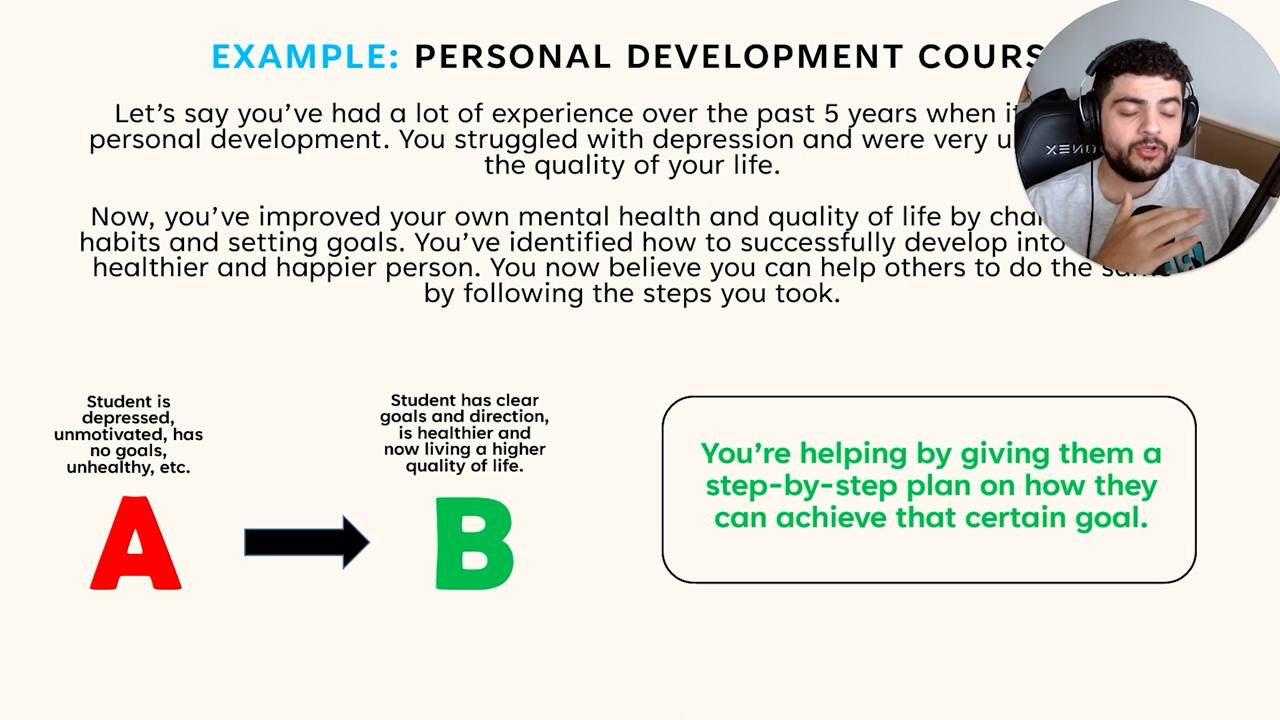 EXAMPLE: PERSONAL DEVELOPMENT COURS
Let's say you've had a lot of experience over the past 5 years when it
personal development. You struggled with depression and were very
the quality of your life.
Now, you've improved your own mental health and quality of life by
habits and setting goals. You've identified how to successfully develop into
healthier and happier person. You now believe you can help others to do the same
by following the steps you took.
Student is
depressed,
unmotivated, has
no goals,
unhealthy, etc.
A
Student has clear
goals and direction,
is healthier and
now living a higher
quality of life.
B
You're helping by giving them a
step-by-step plan on how they
can achieve that certain goal.